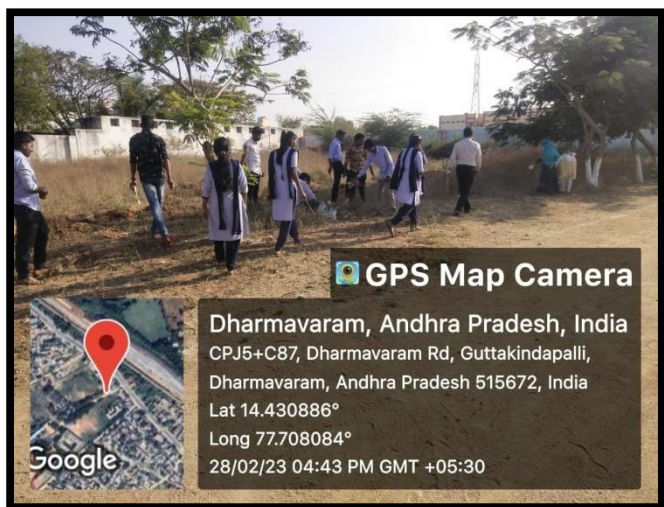 GPS Map Camera
Dharmavaram, Andhra Pradesh, India
CPJ5+C87, Dharmavaram Rd, Guttakindapalli,
Dharmavaram, Andhra Pradesh 515672, India
Lat 14.430886°
Long 77.708084°
28/02/23 04:43 PM GMT +05:30
Google